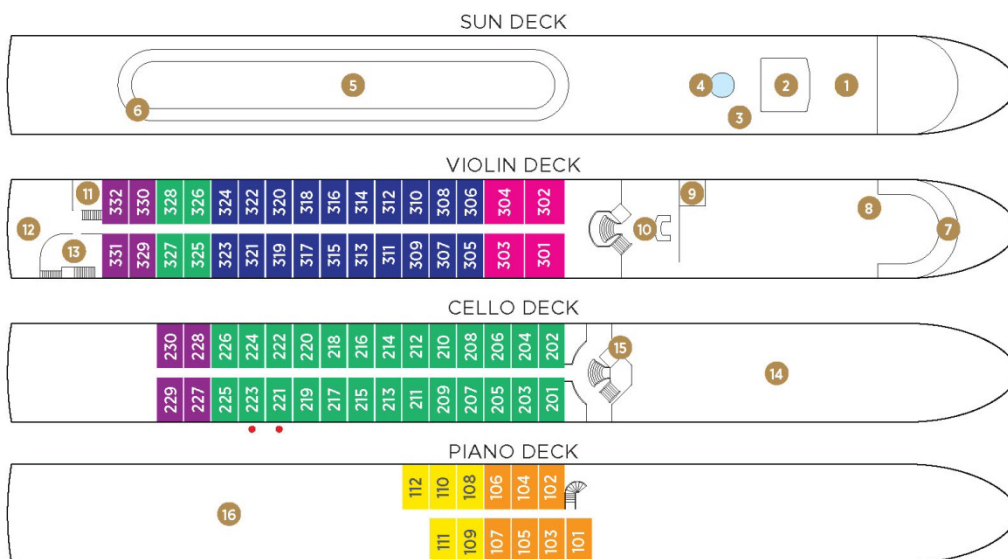 SUN DECK
6 5 4 3 2 1
VIOLIN DECK
11 332 330 328 326 324 322 320 318 316 314 312 310 308 306 304 302 9 8
12 10 7
13 331 329 327 325 323 321 319 317 315 313 311 309 307 305 303 301
CELLO DECK
230 228 226 224 222 220 218 216 214 212 210 208 206 204 202 15
14
229 227 225 223 221 219 217 215 213 211 209 207 205 203 201
PIANO DECK
112 110 108 106 104 102
16
111 109 107 105 103 101